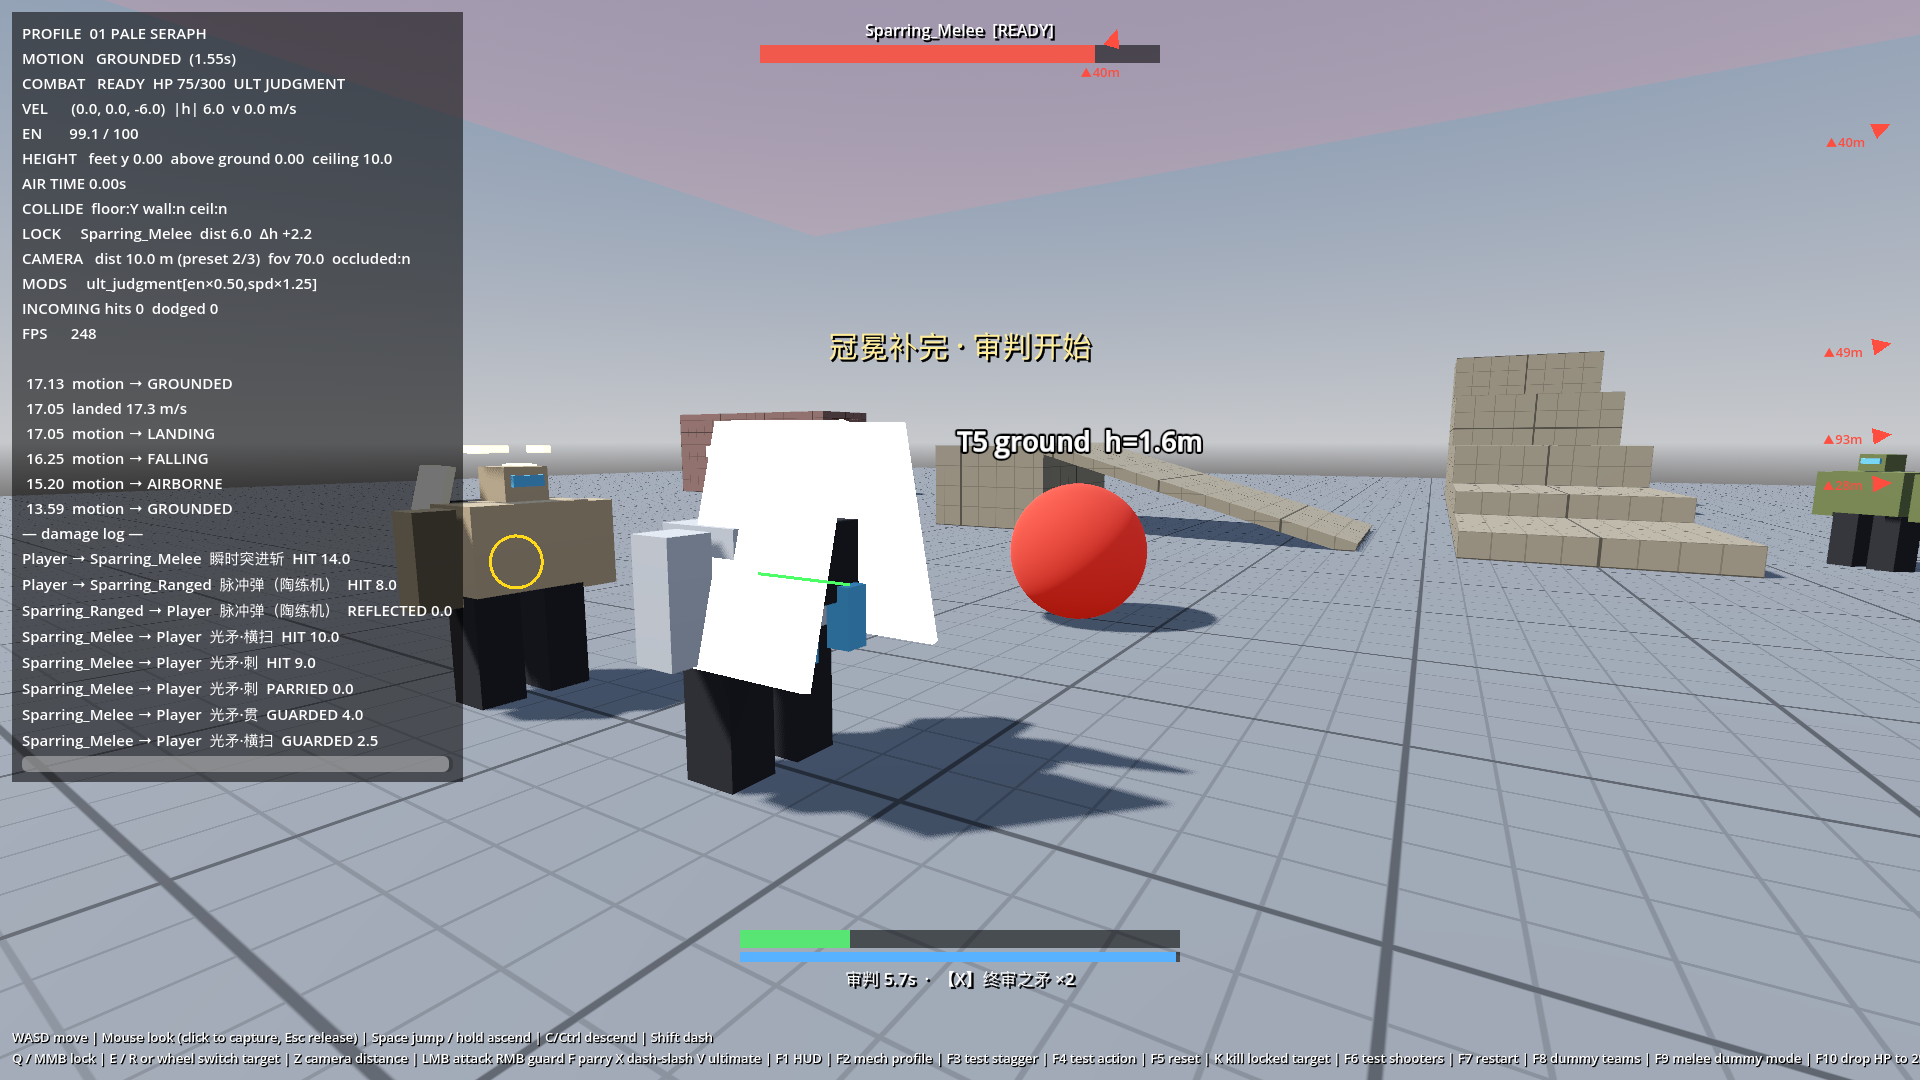 PROFILE 01 PALE SERAPH
MOTION GROUNDED (1.55s)
COMBAT READY HP 75/300 ULT JUDGMENT
VEL (0.0, 0.0, -6.0) |h| 6.0 v 0.0 m/s
EN 99.1 / 100
HEIGHT feet y 0.00 above ground 0.00 ceiling 10.0
AIR TIME 0.00s
COLLIDE floor:Y wall:n ceil:n
LOCK Sparring_Melee dist 6.0 Δh +2.2
CAMERA dist 10.0 m (preset 2/3) fov 70.0 occluded:n
MODS ult_judgment[en×0.50,spd×1.25]
INCOMING hits 0 dodged 0
FPS 248
17.13 motion → GROUNDED
17.05 landed 17.3 m/s
17.05 motion → LANDING
16.25 motion → FALLING
15.20 motion → AIRBORNE
13.59 motion → GROUNDED
— damage log —
Player → Sparring_Melee 瞬时突进斩 HIT 14.0
Player → Sparring_Ranged 脉冲弹（陶练机） HIT 8.0
Sparring_Ranged → Player 脉冲弹（陶练机） REFLECTED 0.0
Sparring_Melee → Player 光矛·横扫 HIT 10.0
Sparring_Melee → Player 光矛·刺 HIT 9.0
Sparring_Melee → Player 光矛·刺 PARRIED 0.0
Sparring_Melee → Player 光矛·贯 GUARDED 4.0
Sparring_Melee → Player 光矛·横扫 GUARDED 2.5
Sparring_Melee [READY]
▲40m
▲40m
▲49m
▲93m
▲26m
冠冕补完 · 审判开始
T5 ground h=1.6m
审判 5.7s · 【X】终审之矛 ×2
WASD move | Mouse look (click to capture, Esc release) | Space jump / hold ascend | C/Ctrl descend | Shift dash
Q / MMB lock | E / R or wheel switch target | Z camera distance | LMB attack RMB guard F parry X dash-slash V ultimate | F1 HUD | F2 mech profile | F3 test stagger | F4 test action | F5 reset | K kill locked target | F6 test shooters | F7 restart | F8 dummy teams | F9 melee dummy mode | F10 drop HP to 2